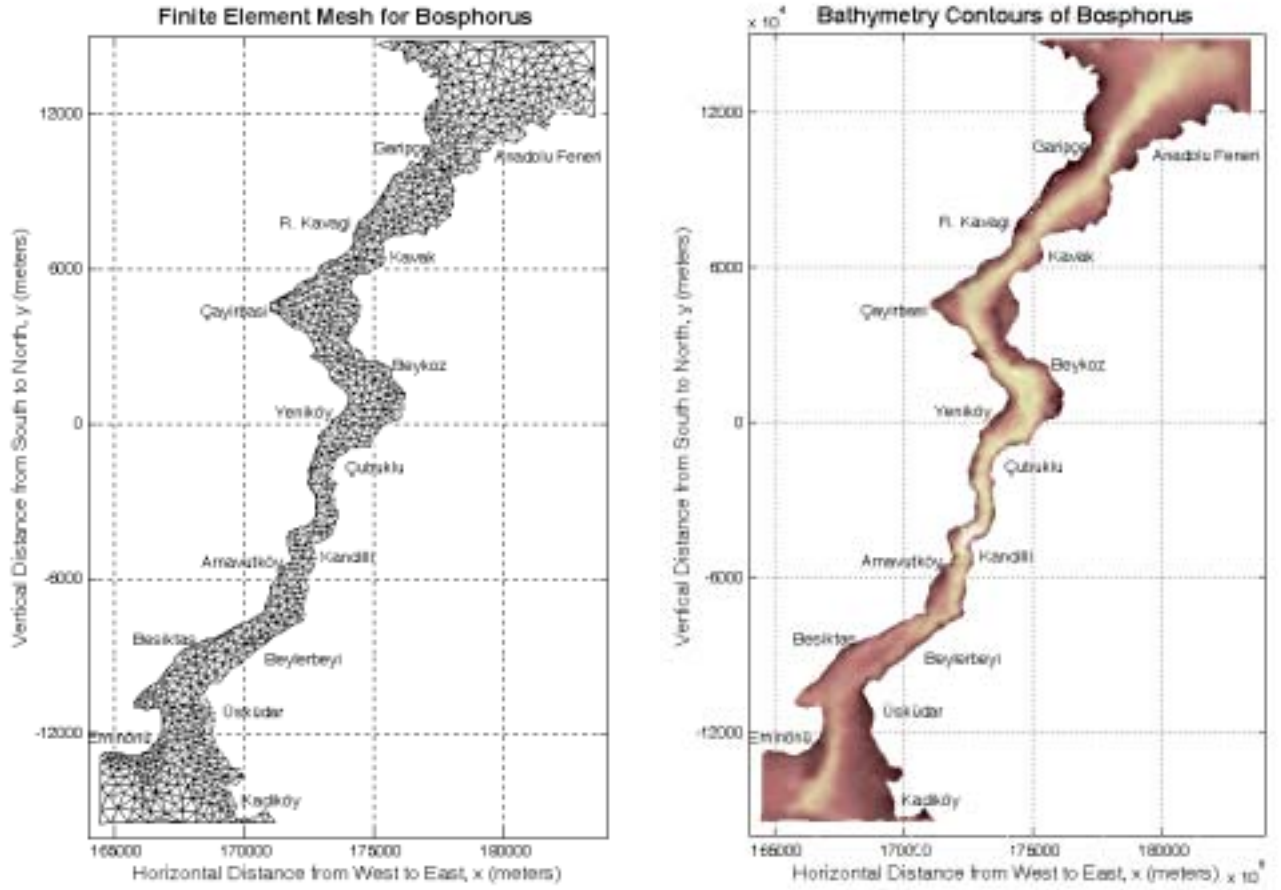 Finite Element Mesh for Bosphorus
12000
6000
0
-6000
-12000
Vertical Distance from South to North, y (meters)
Garipçe
Anadolu Feneri
R. Kavagi
Kavak
Çayirbasi
Beykoz
Yeniköy
Çubuklu
Arnavutköy
Kandilli
Besiktas
Beylerbeyi
Üsküdar
Eminönü
Kadiköy
165000 170000 175000 180000
Horizontal Distance from West to East, x (meters)
x 10⁴
Bathymetry Contours of Bosphorus
12000
6000
0
-6000
-12000
Vertical Distance from South to North, y (meters)
Garipçe
Anadolu Feneri
R. Kavagi
Kavak
Çayirbasi
Beykoz
Yeniköy
Çubuklu
Arnavutköy
Kandilli
Besiktas
Beylerbeyi
Üsküdar
Eminönü
Kadiköy
165000 170000 175000 180000
Horizontal Distance from West to East, x (meters) x 10